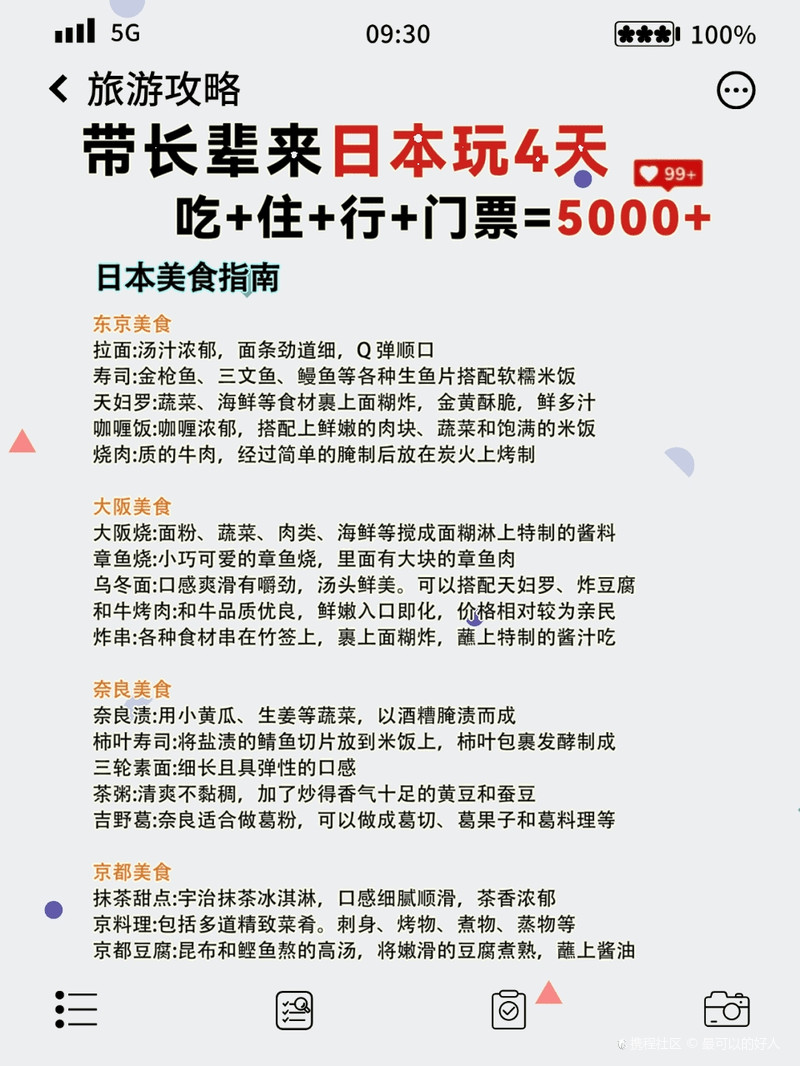 5G
09:30
100%
旅游攻略
带长辈来日本玩4天
99+
吃+住+行+门票=5000+
日本美食指南
东京美食
拉面:汤汁浓郁，面条劲道细，Q弹顺口
寿司:金枪鱼、三文鱼、鳗鱼等各种生鱼片搭配软糯米饭
天妇罗:蔬菜、海鲜等食材裹上面糊炸，金黄酥脆，鲜多汁
咖喱饭:咖喱浓郁，搭配上鲜嫩的肉块、蔬菜和饱满的米饭
烧肉:质的牛肉，经过简单的腌制后放在炭火上烤制
大阪美食
大阪烧:面粉、蔬菜、肉类、海鲜等搅成面糊淋上特制的酱料
章鱼烧:小巧可爱的章鱼烧，里面有大块的章鱼肉
乌冬面:口感爽滑有嚼劲，汤头鲜美。可以搭配天妇罗、炸豆腐
和牛烤肉:和牛品质优良，鲜嫩入口即化，价格相对较为亲民
炸串:各种食材串在竹签上，裹上面糊炸，蘸上特制的酱汁吃
奈良美食
奈良渍:用小黄瓜、生姜等蔬菜，以酒糟腌渍而成
柿叶寿司:将盐渍的鲭鱼切片放到米饭上，柿叶包裹发酵制成
三轮素面:细长且具弹性的口感
茶粥:清爽不黏稠，加了炒得香气十足的黄豆和蚕豆
吉野葛:奈良适合做葛粉，可以做成葛切、葛果子和葛料理等
京都美食
抹茶甜点:宇治抹茶冰淇淋，口感细腻顺滑，茶香浓郁
京料理:包括多道精致菜肴。刺身、烤物、煮物、蒸物等
京都豆腐:昆布和鲣鱼熬的高汤，将嫩滑的豆腐煮熟，蘸上酱油
携程社区 © 最可以的好人